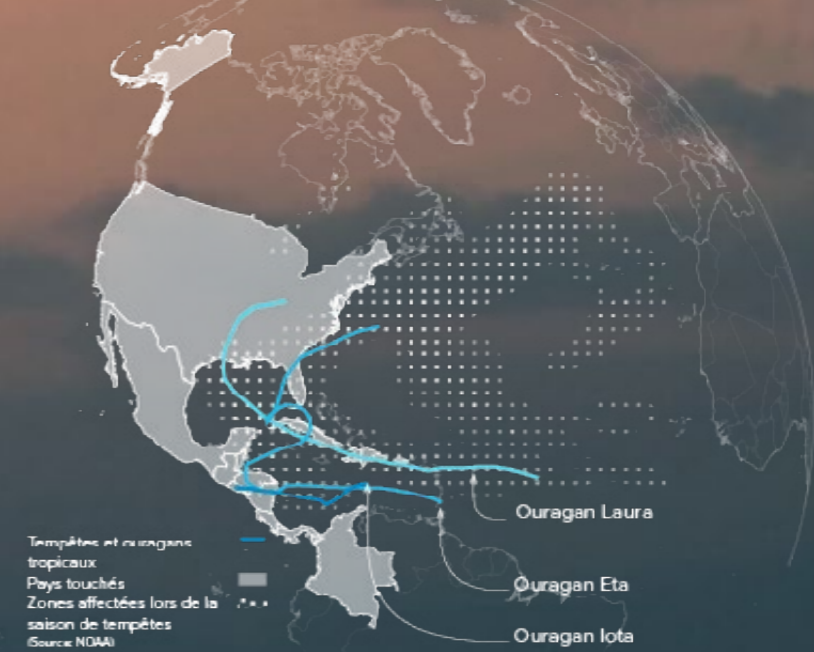 Ouragan Laura
Ouragan Eta
Ouragan Iota
Tempêtes et ouragans
tropicaux
Pays touchés
Zones affectées lors de la
saison de tempêtes
(Source: NOAA)